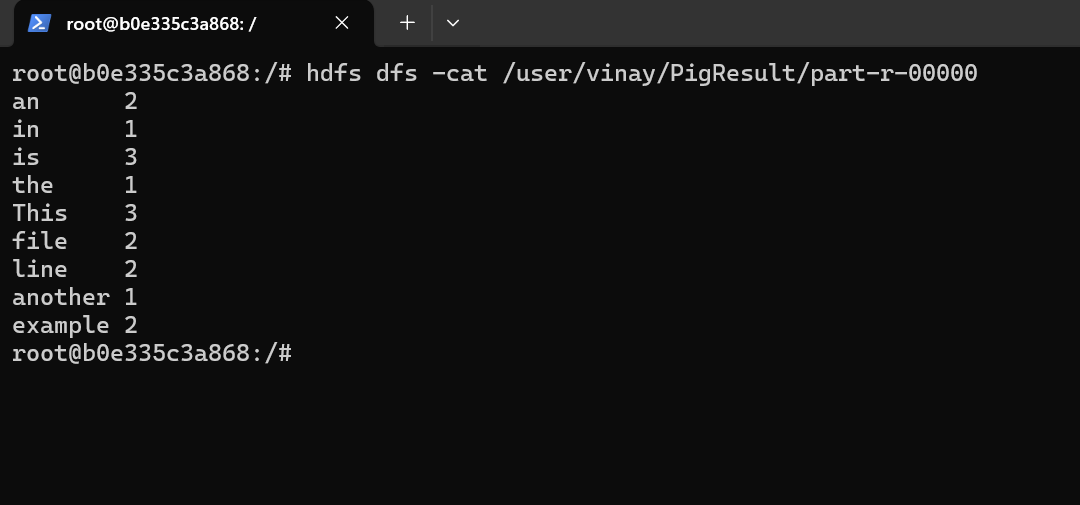 root@b0e335c3a868: /
root@b0e335c3a868:/# hdfs dfs -cat /user/vinay/PigResult/part-r-00000
an      2
in      1
is      3
the     1
This    3
file    2
line    2
another 1
example 2
root@b0e335c3a868:/#